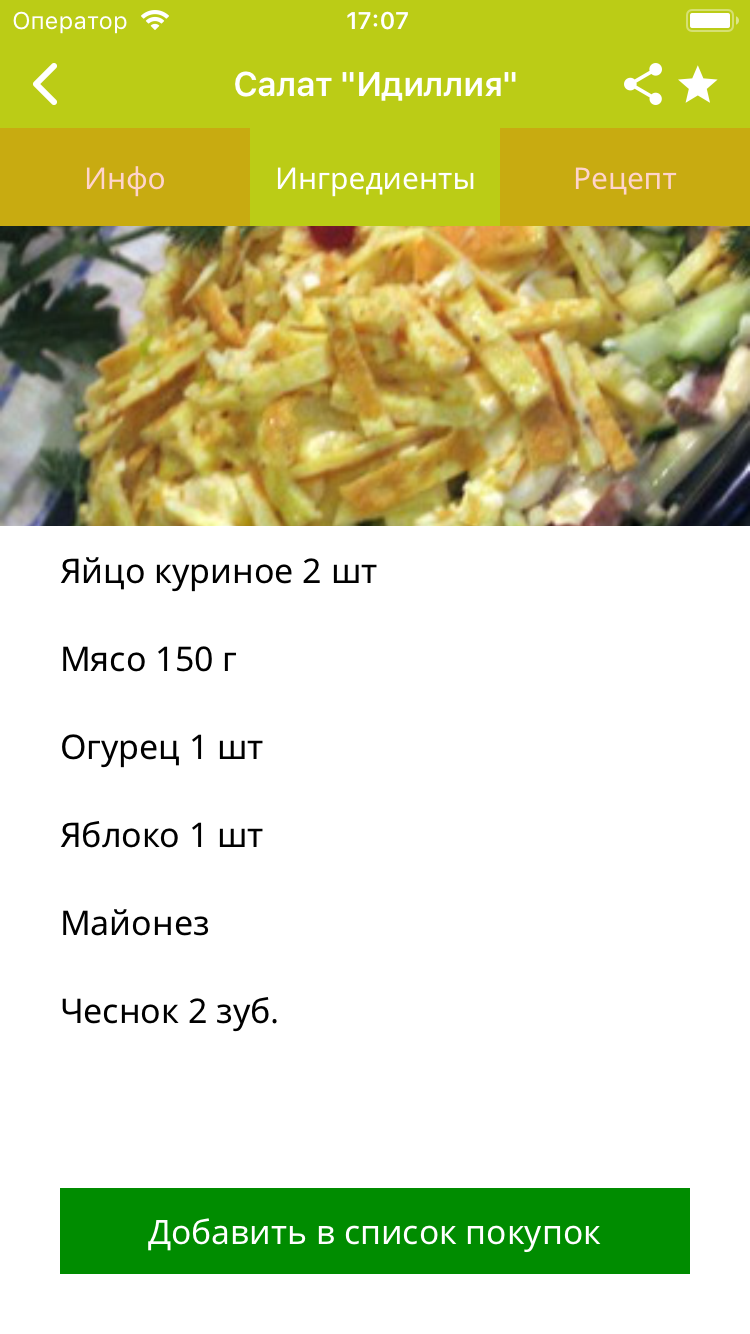 Оператор 17:07
Салат "Идиллия"
Инфо Ингредиенты Рецепт
Яйцо куриное 2 шт
Мясо 150 г
Огурец 1 шт
Яблоко 1 шт
Майонез
Чеснок 2 зуб.
Добавить в список покупок